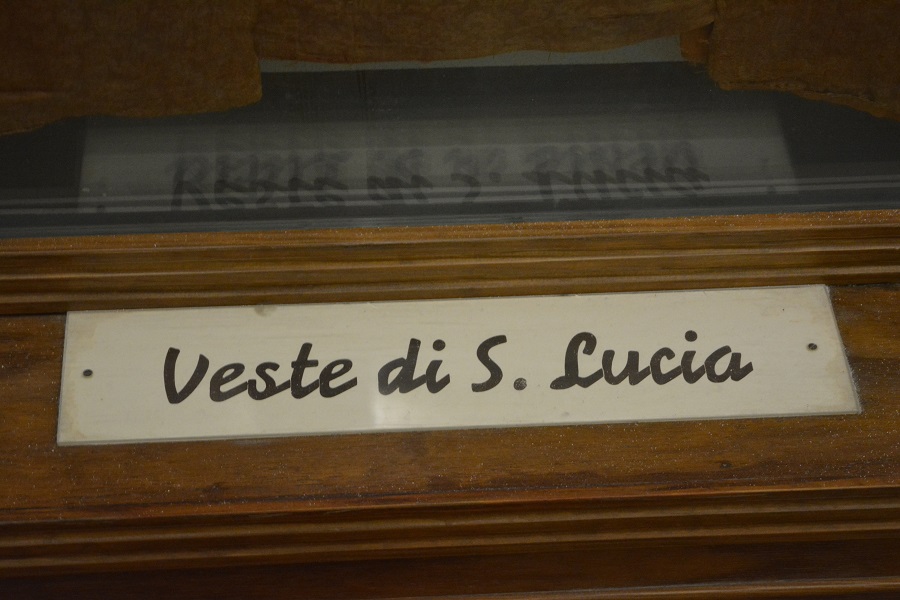 Veste di S. Lucia